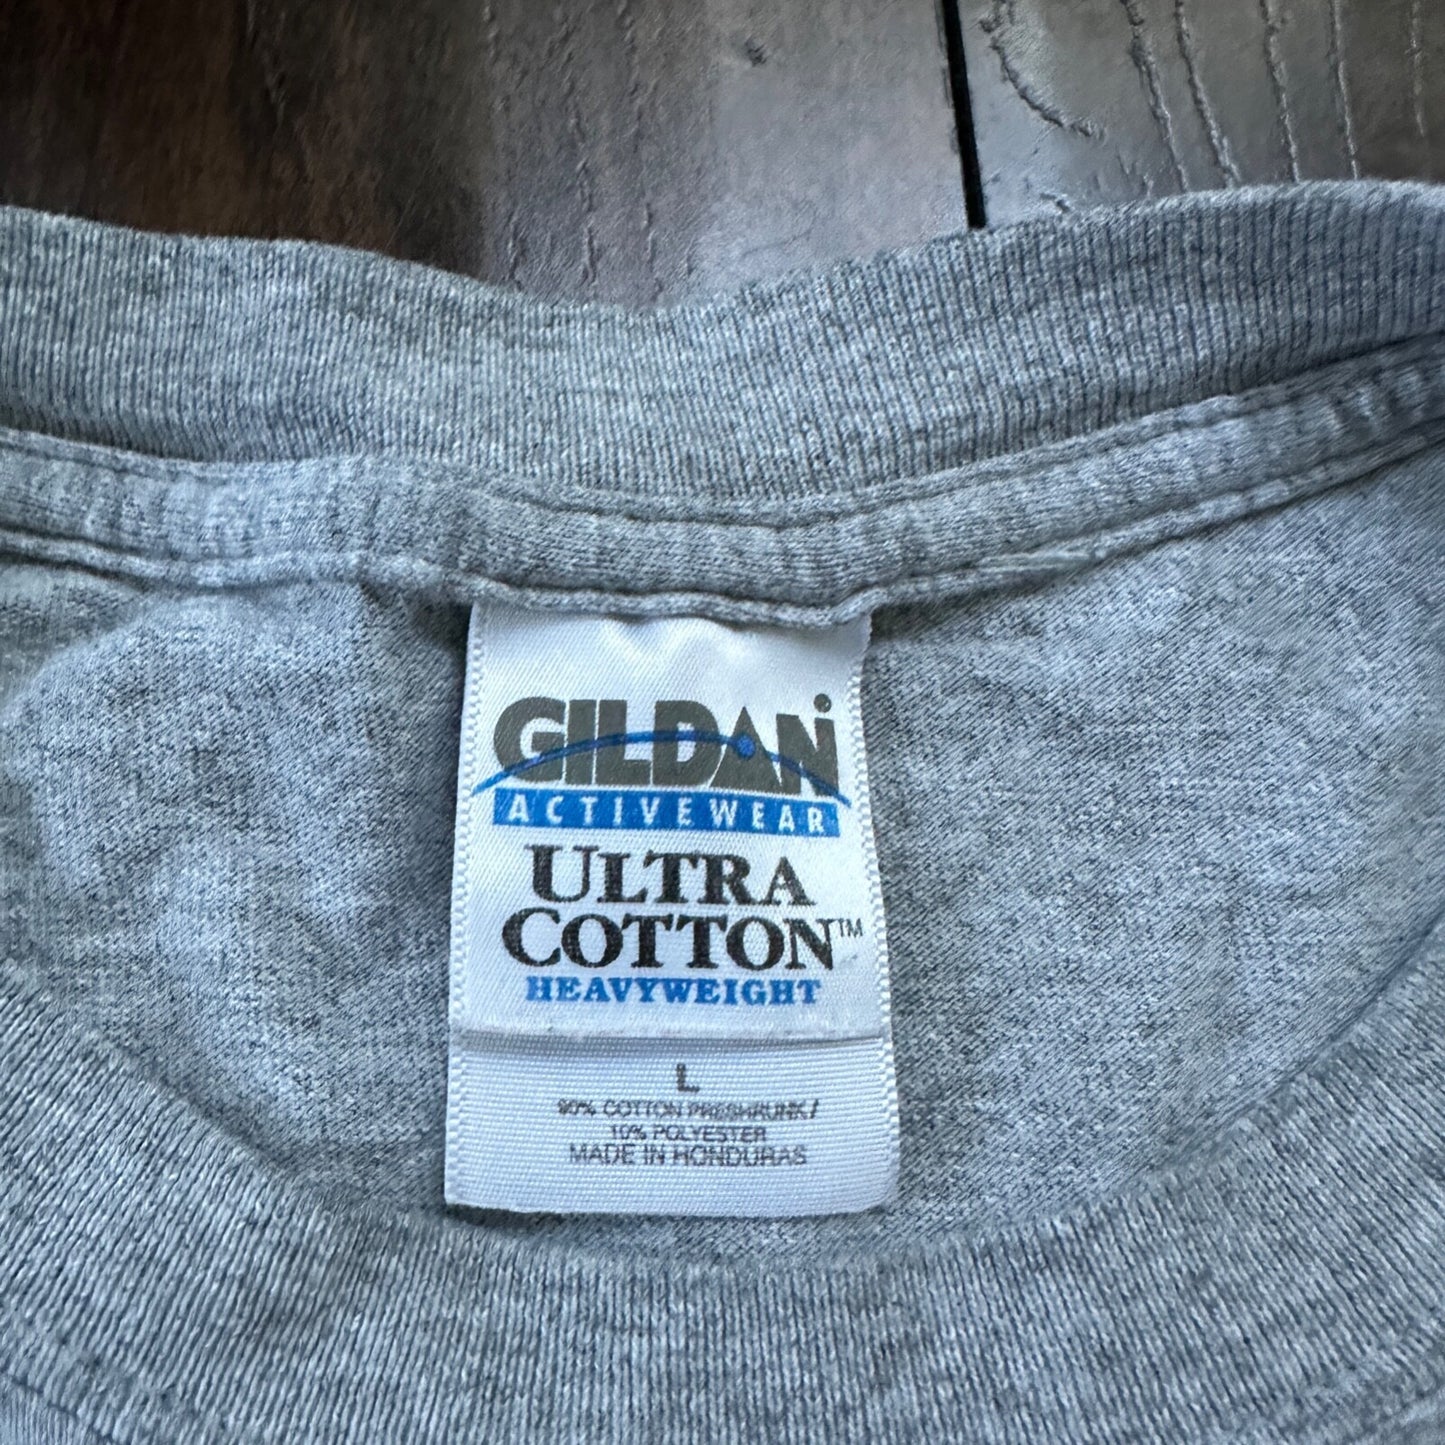 GILDAN
ACTIVEWEAR
ULTRA
COTTON™
HEAVYWEIGHT
L
90% COTTON PRESHRUNK/
10% POLYESTER
MADE IN HONDURAS